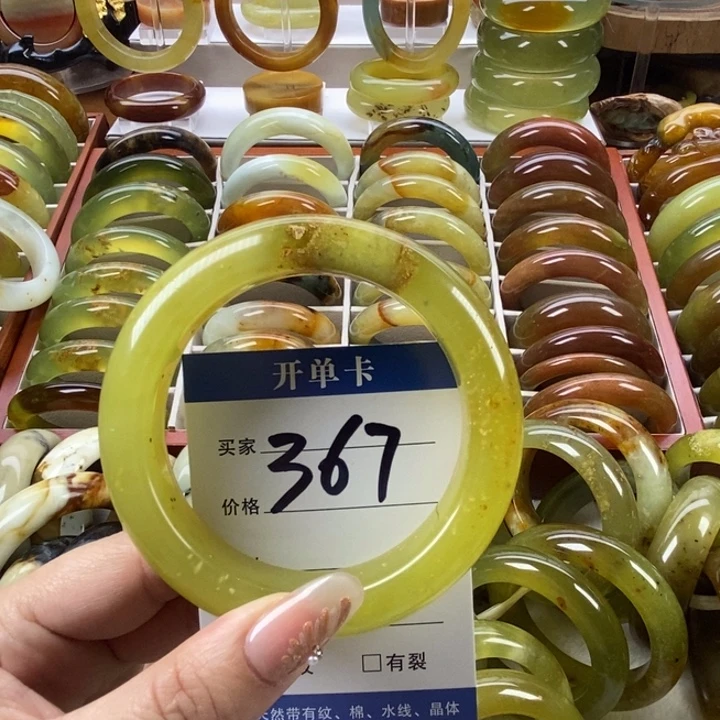 开单卡
买家
367
价格
□有裂
然带有纹、棉、水线、晶体